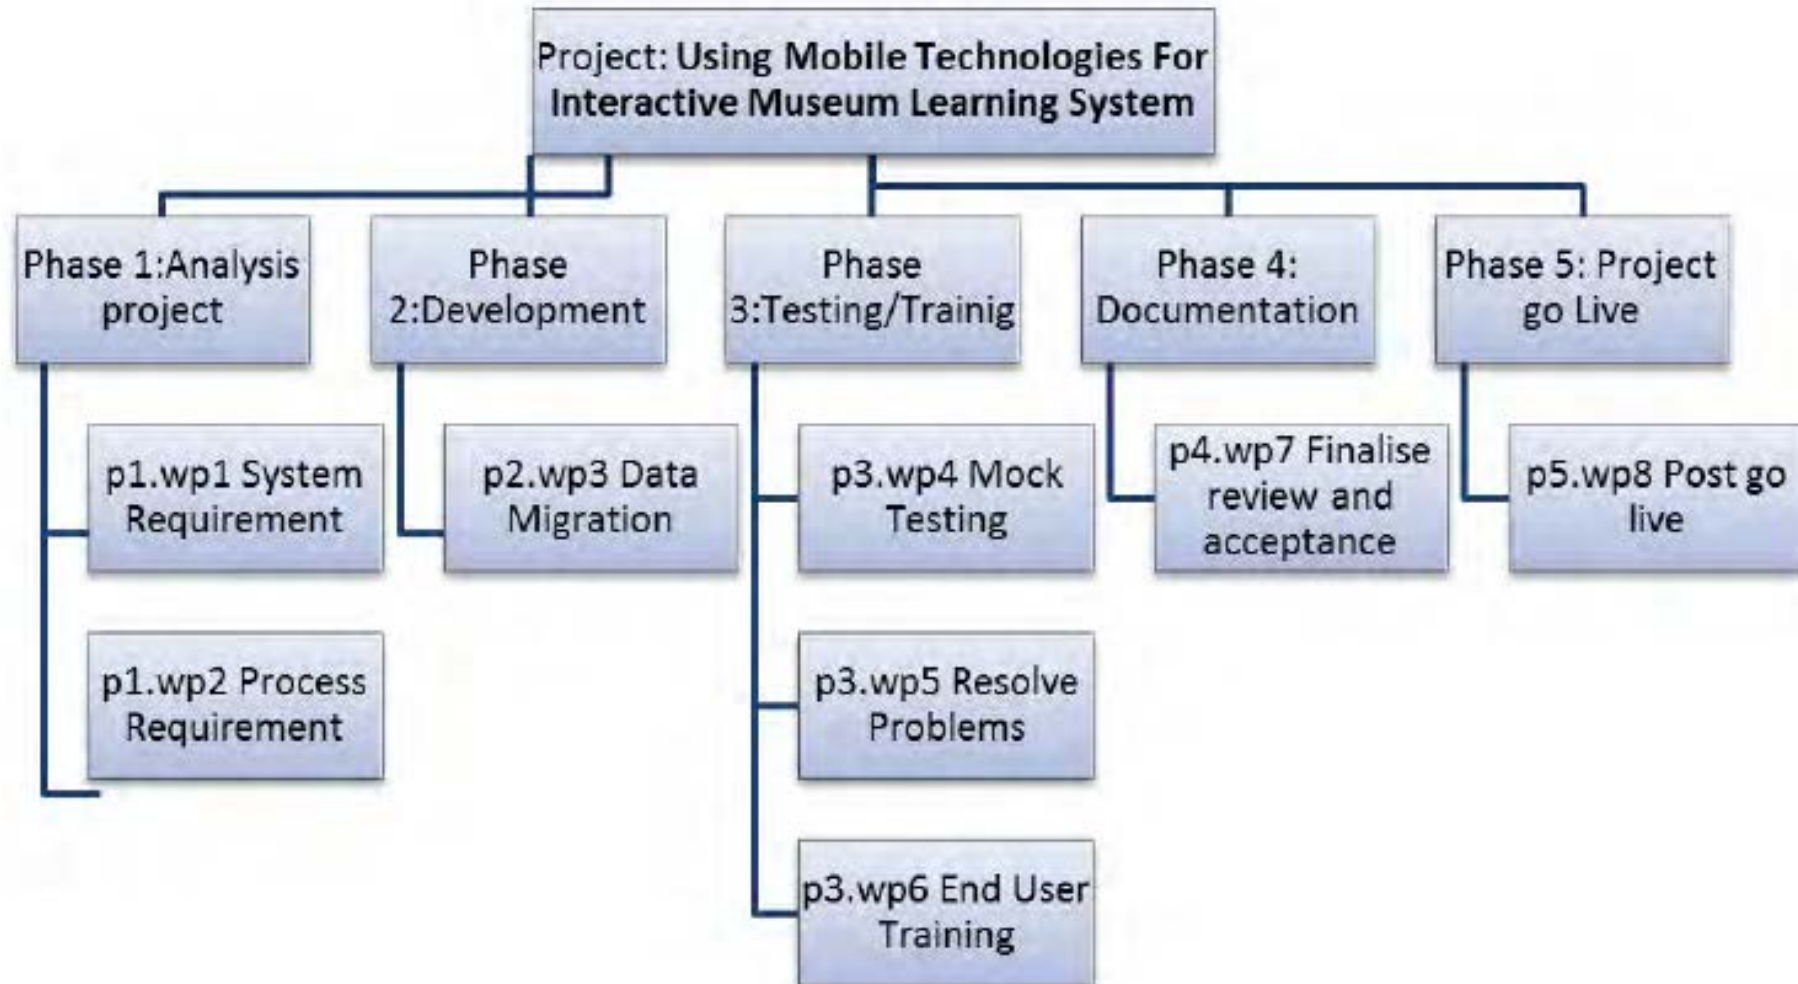 Project: Using Mobile Technologies For
Interactive Museum Learning System
Phase 1:Analysis
project
Phase
2:Development
Phase
3:Testing/Trainig
Phase 4:
Documentation
Phase 5: Project
go Live
p1.wp1 System
Requirement
p2.wp3 Data
Migration
p3.wp4 Mock
Testing
p4.wp7 Finalise
review and
acceptance
p5.wp8 Post go
live
p1.wp2 Process
Requirement
p3.wp5 Resolve
Problems
p3.wp6 End User
Training